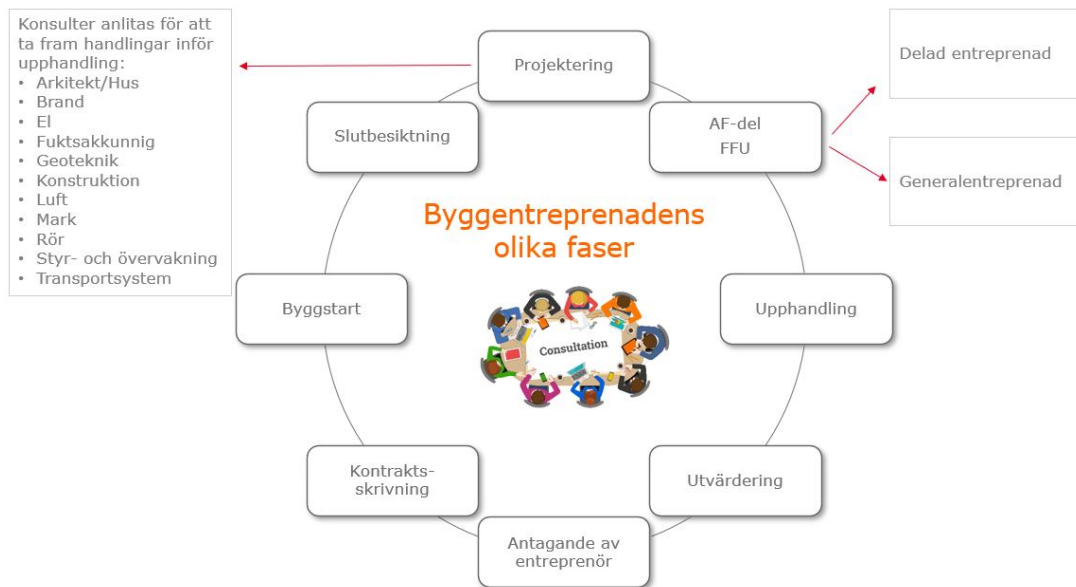 Konsulter anlitas för att
ta fram handlingar inför
upphandling:
• Arkitekt/Hus
• Brand
• El
• Fuktsakkunnig
• Geoteknik
• Konstruktion
• Luft
• Mark
• Rör
• Styr- och övervakning
• Transportsystem
Projektering
AF-del
FFU
Delad entreprenad
Generalentreprenad
Slutbesiktning
Byggentreprenadens
olika faser
Consultation
Byggstart
Upphandling
Kontrakts-
skrivning
Utvärdering
Antagande av
entreprenör